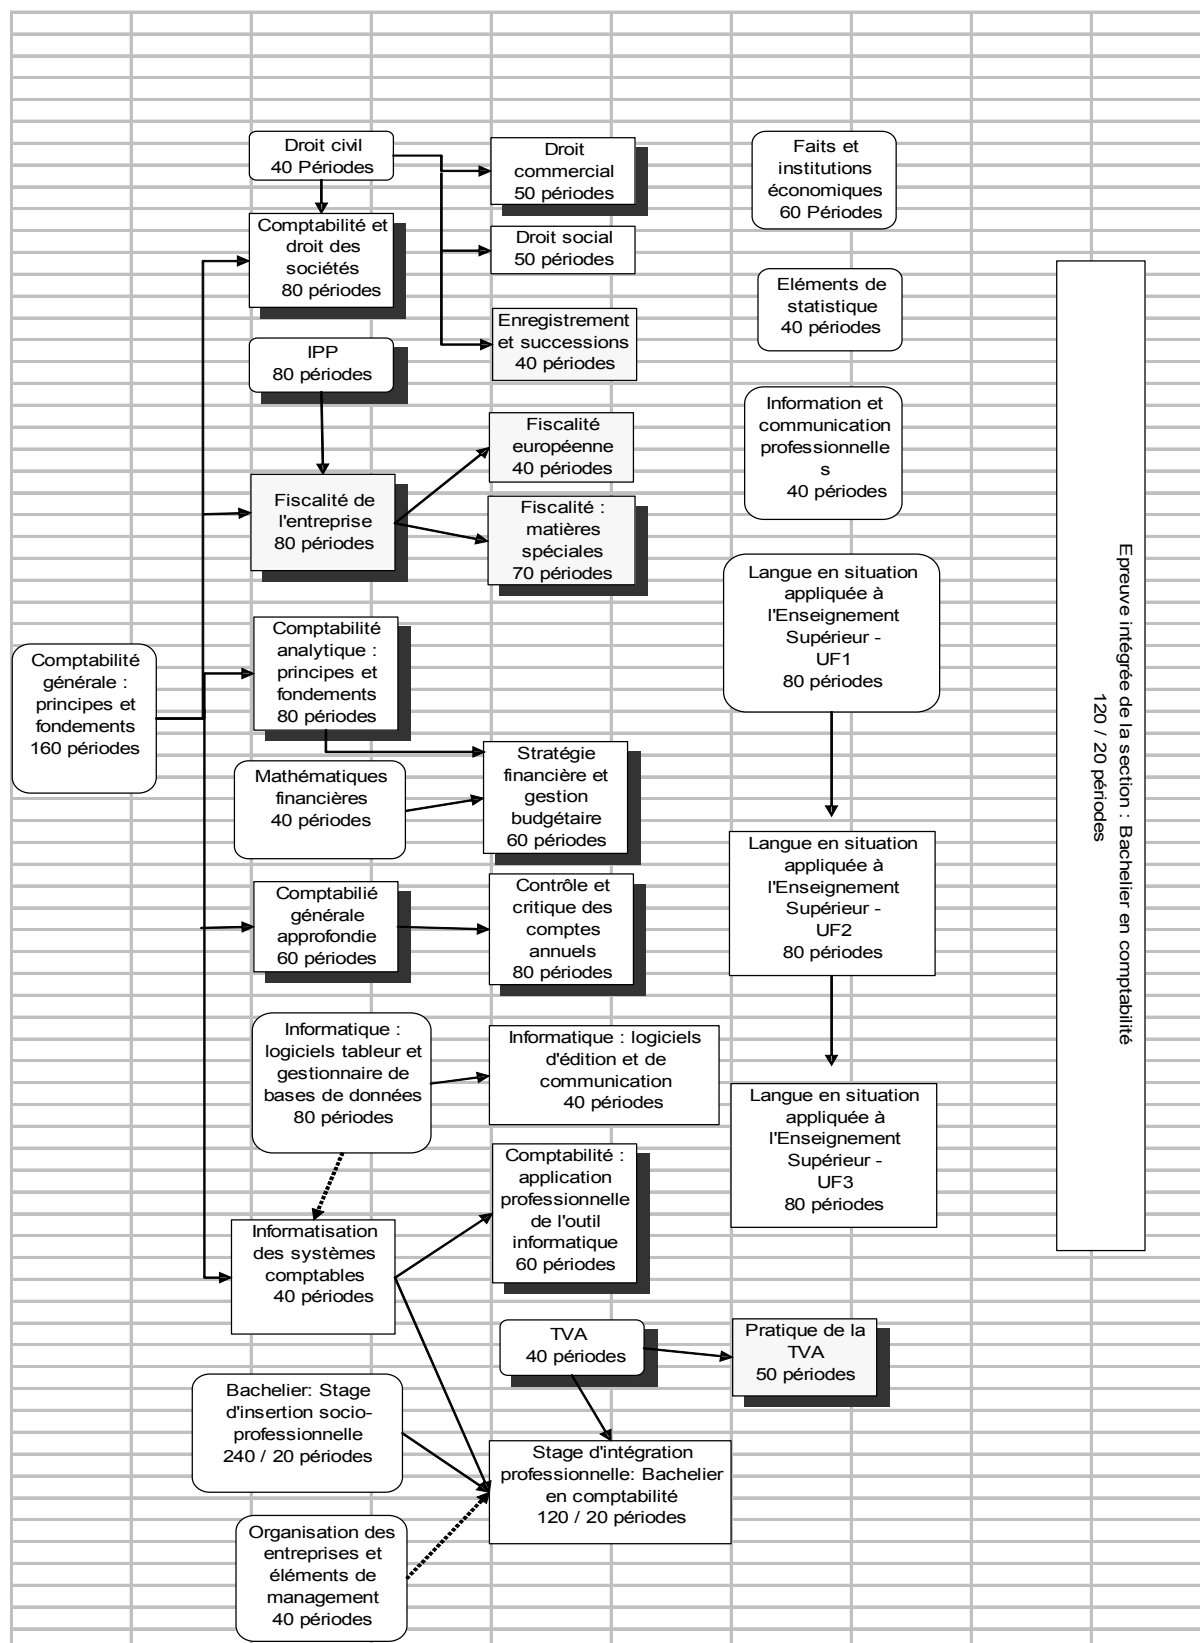 Droit civil
40 Périodes
Droit
commercial
50 périodes
Faits et
institutions
économiques
60 Périodes
Comptabilité et
droit des
sociétés
80 périodes
Droit social
50 périodes
Eléments de
statistique
40 périodes
Enregistrement
et successions
40 périodes
IPP
80 périodes
Information et
communication
professionnelle
s
40 périodes
Fiscalité
européenne
40 périodes
Fiscalité de
l'entreprise
80 périodes
Fiscalité :
matières
spéciales
70 périodes
Langue en situation
appliquée à
l'Enseignement
Supérieur -
UF1
80 périodes
Comptabilité
générale :
principes et
fondements
160 périodes
Comptabilité
analytique :
principes et
fondements
80 périodes
Mathématiques
financières
40 périodes
Stratégie
financière et
gestion
budgétaire
60 périodes
Langue en situation
appliquée à
l'Enseignement
Supérieur -
UF2
80 périodes
Comptabilié
générale
approfondie
60 périodes
Contrôle et
critique des
comptes
annuels
80 périodes
Informatique :
logiciels tableur et
gestionnaire de
bases de données
80 périodes
Informatique : logiciels
d'édition et de
communication
40 périodes
Langue en situation
appliquée à
l'Enseignement
Supérieur -
UF3
80 périodes
Comptabilité :
application
professionnelle
de l'outil
informatique
60 périodes
Informatisation
des systèmes
comptables
40 périodes
TVA
40 périodes
Pratique de la
TVA
50 périodes
Bachelier: Stage
d'insertion socio-
professionnelle
240 / 20 périodes
Stage d'intégration
professionnelle: Bachelier
en comptabilité
120 / 20 périodes
Organisation des
entreprises et
éléments de
management
40 périodes
Epreuve intégrée de la section : Bachelier en comptabilité
120 / 20 périodes